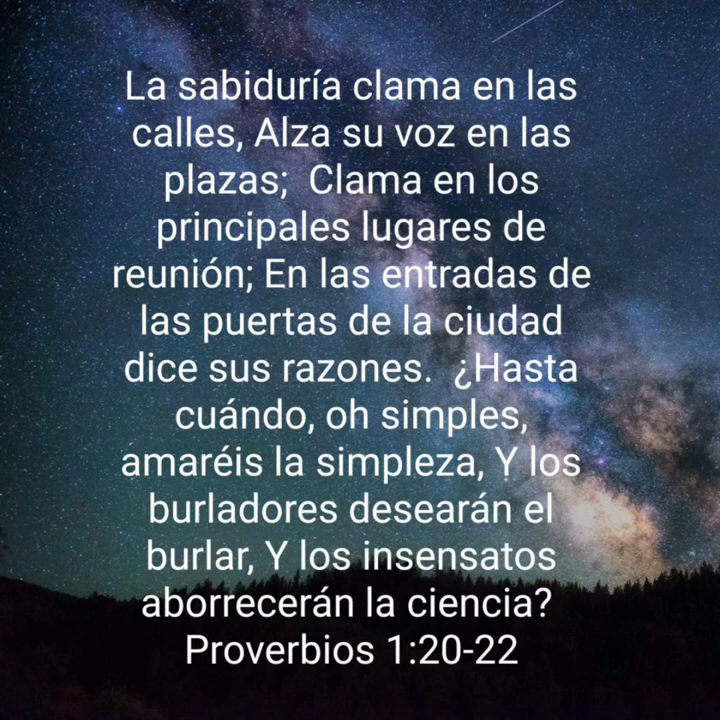 La sabiduría clama en las
calles, Alza su voz en las
plazas;  Clama en los
principales lugares de
reunión; En las entradas de
las puertas de la ciudad
dice sus razones.  ¿Hasta
cuándo, oh simples,
amaréis la simpleza, Y los
burladores desearán el
burlar, Y los insensatos
aborrecerán la ciencia?
Proverbios 1:20-22